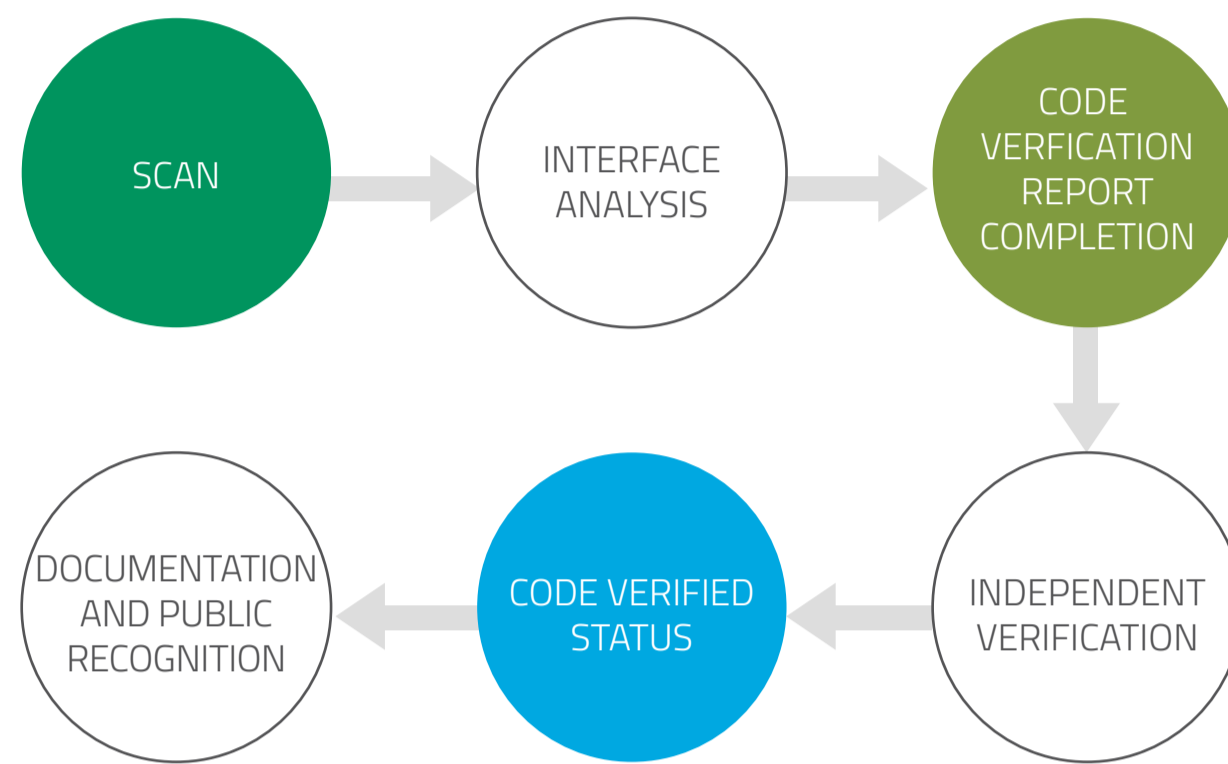 SCAN
INTERFACE
ANALYSIS
CODE
VERFICATION
REPORT
COMPLETION
INDEPENDENT
VERIFICATION
CODE VERIFIED
STATUS
DOCUMENTATION
AND PUBLIC
RECOGNITION